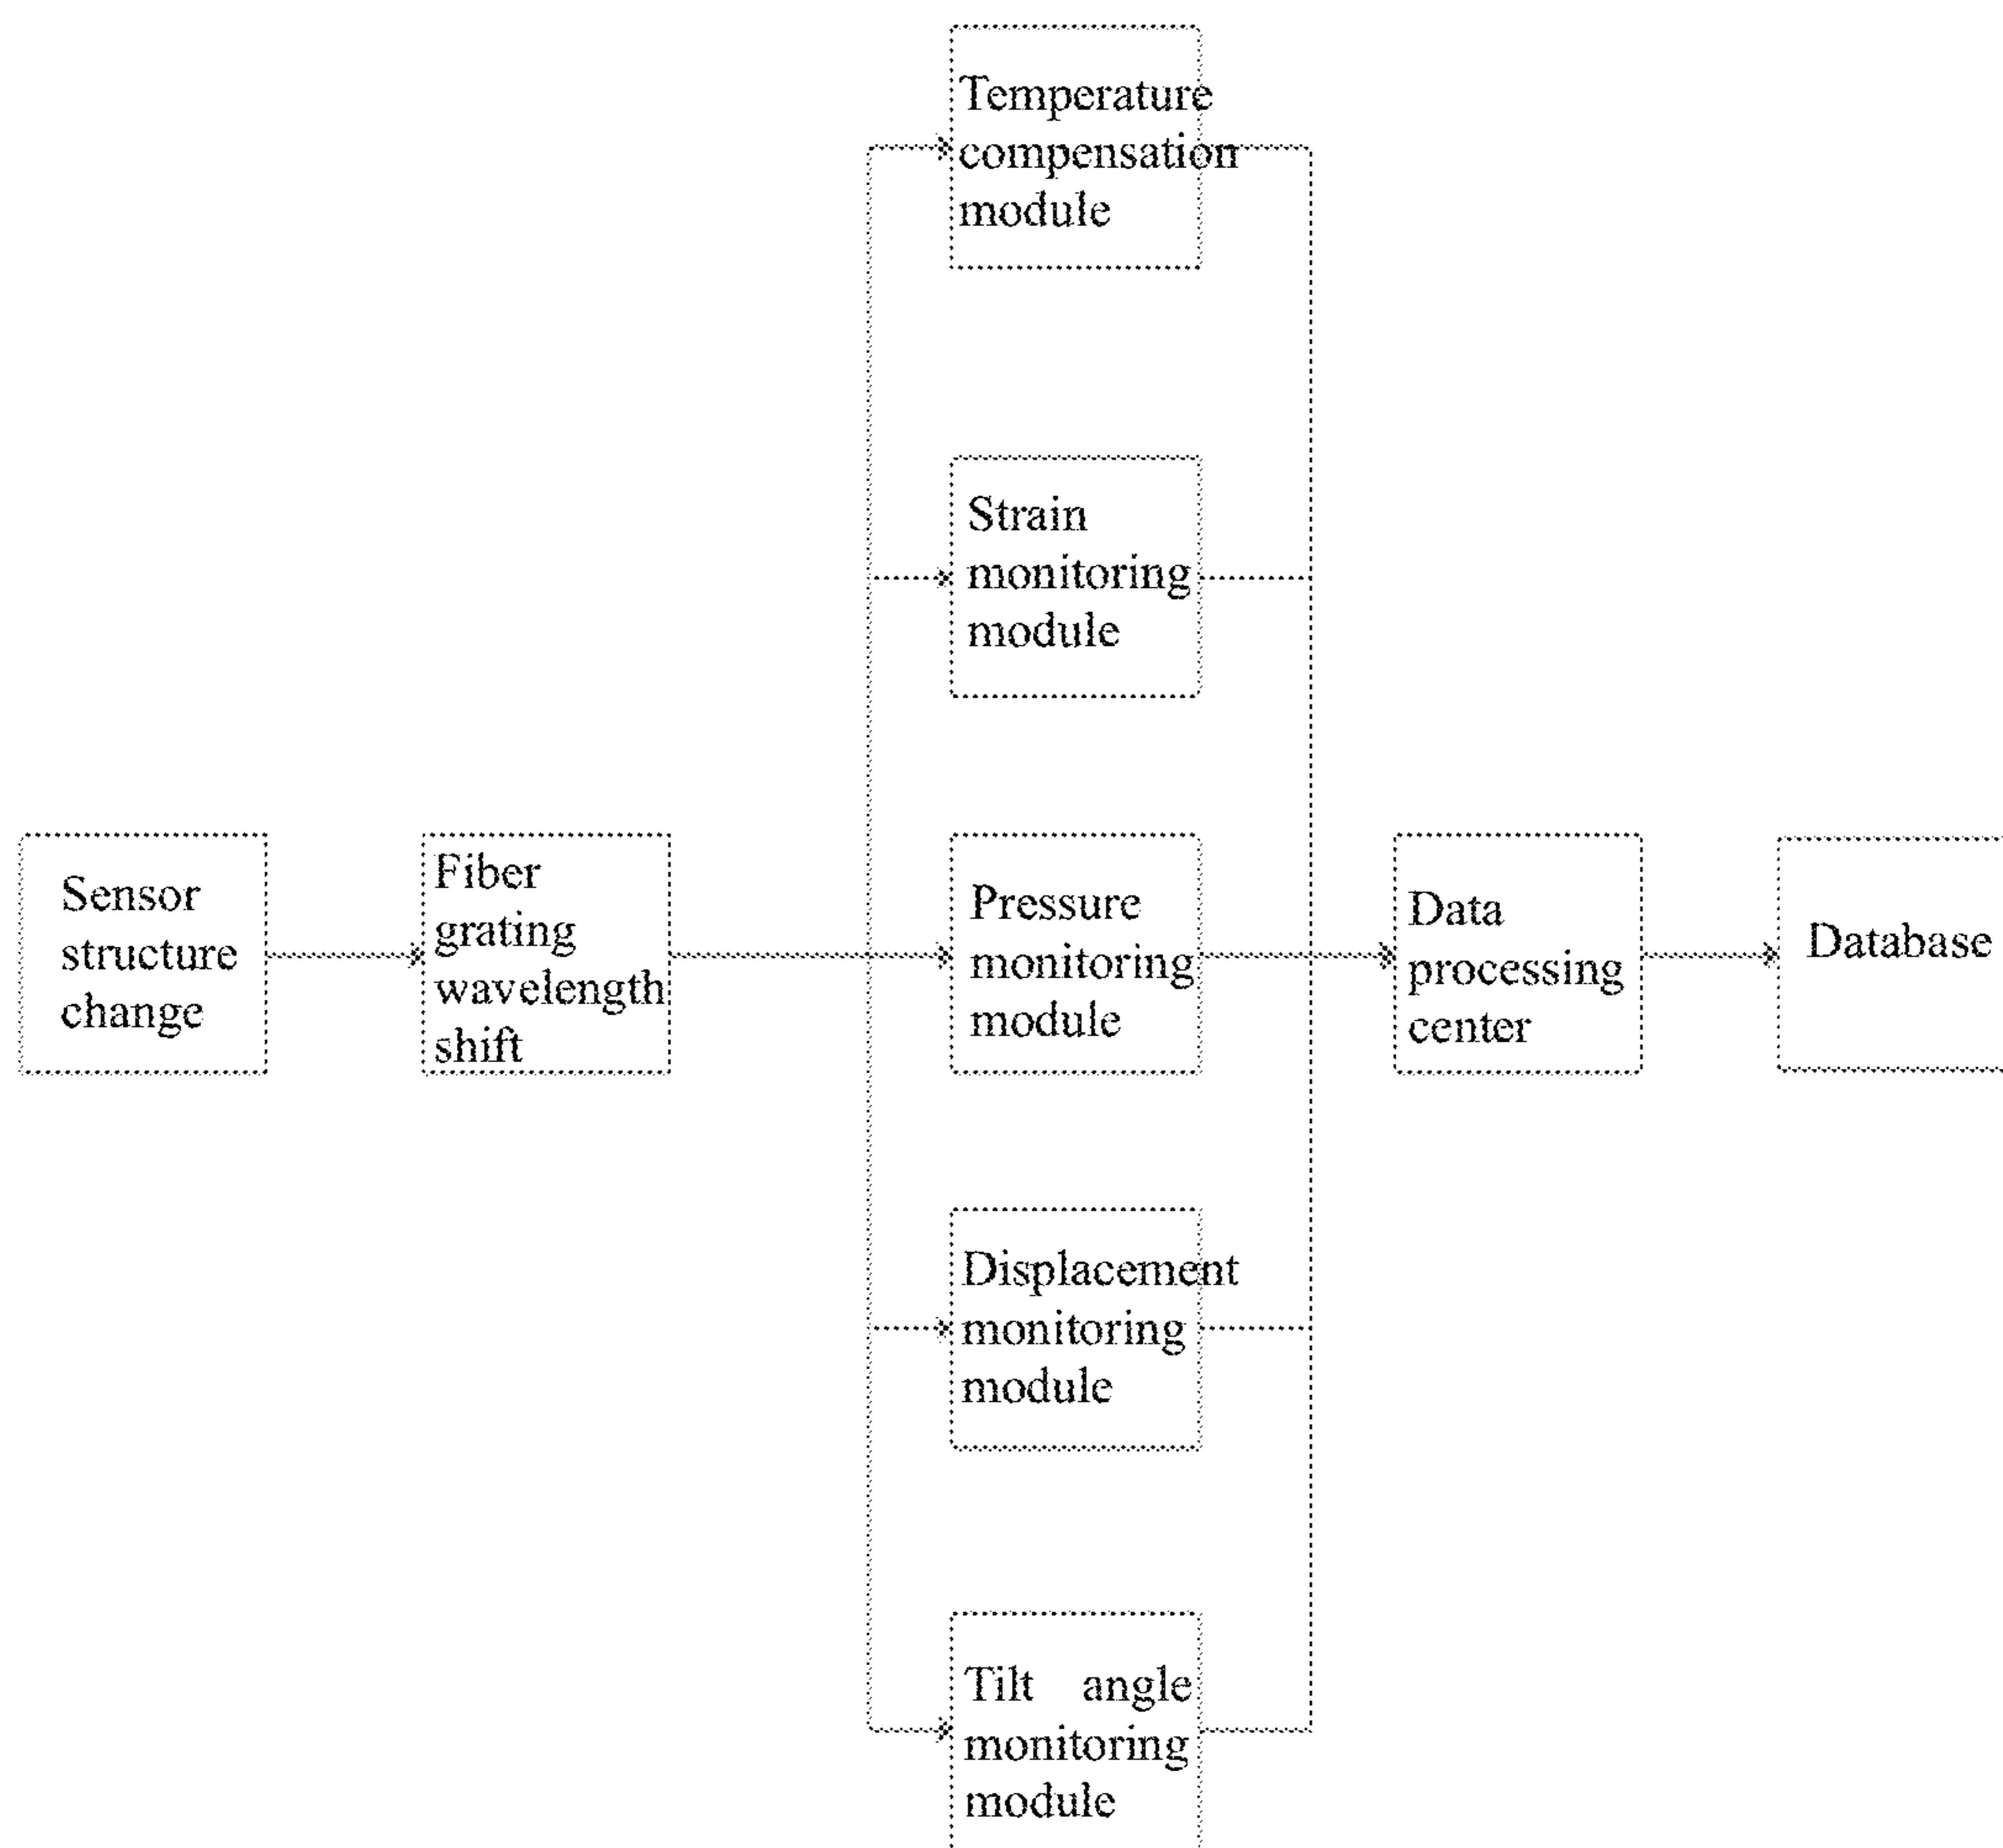 Temperature
compensation
module
Strain
monitoring
module
Sensor
structure
change
Fiber
grating
wavelength
shift
Pressure
monitoring
module
Data
processing
center
Database
Displacement
monitoring
module
Tilt angle
monitoring
module